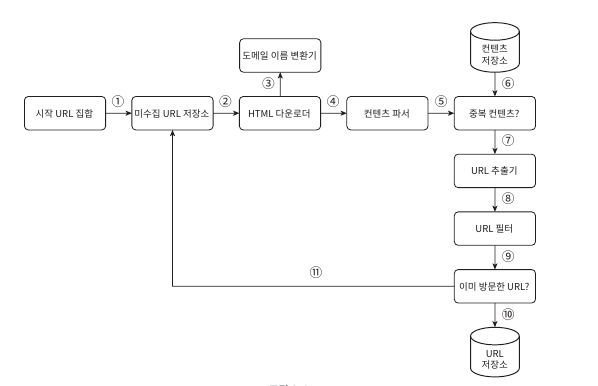 컨텐츠
저장소
도메일 이름 변환기
③
⑥
①
②
④
⑤
시작 URL 집합
미수집 URL 저장소
HTML 다운로더
컨텐츠 파서
중복 컨텐츠?
⑦
URL 추출기
⑧
URL 필터
⑨
⑪
이미 방문한 URL?
⑩
URL
저장소